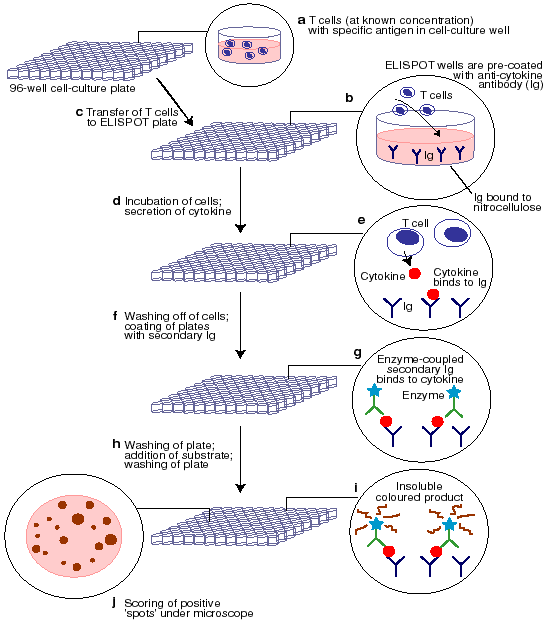 a T cells (at known concentration)
with specific antigen in cell-culture well
96-well cell-culture plate
ELISPOT wells are pre-coated
with anti-cytokine
antibody (Ig)
b
T cells
Ig
Ig bound to
nitrocellulose
c Transfer of T cells
to ELISPOT plate
d Incubation of cells;
secretion of cytokine
e
T cell
Cytokine
Cytokine
binds to Ig
Ig
f Washing off of cells;
coating of plates
with secondary Ig
g
Enzyme-coupled
secondary Ig
binds to cytokine
Enzyme
h Washing of plate;
addition of substrate;
washing of plate
i
Insoluble
coloured product
j Scoring of positive
'spots' under microscope